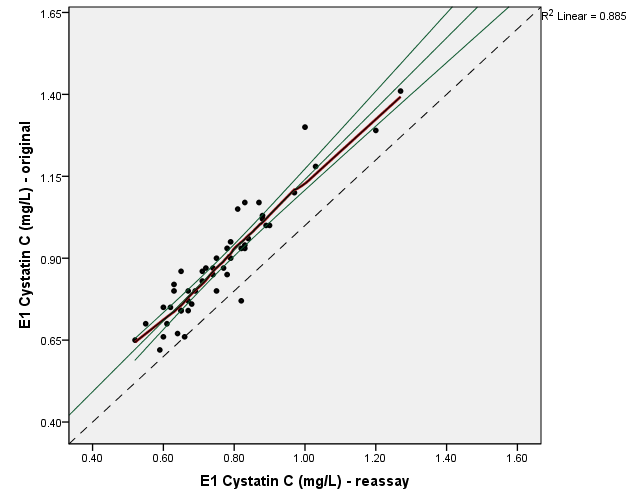 R² Linear = 0.885
1.65
1.40
1.15
0.90
0.65
0.40
E1 Cystatin C (mg/L) - original
0.40 0.60 0.80 1.00 1.20 1.40 1.60
E1 Cystatin C (mg/L) - reassay